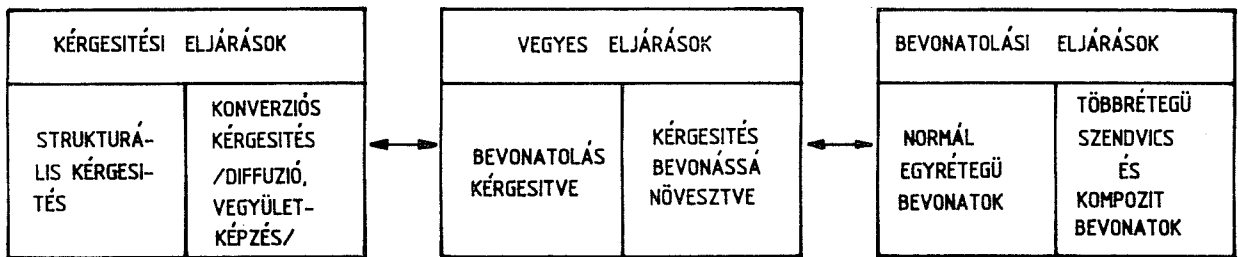 KÉRGESITÉSI ELJÁRÁSOK
STRUKTURÁ-
LIS KÉRGESI-
TÉS
KONVERZIÓS
KÉRGESITÉS
/DIFFUZIÓ,
VEGYÜLET-
KÉPZÉS/
VEGYES ELJÁRÁSOK
BEVONATOLÁS
KÉRGESITVE
KÉRGESITÉS
BEVONÁSSÁ
NÖVESZTVE
BEVONATOLÁSI ELJÁRÁSOK
NORMÁL
EGYRÉTEGÜ
BEVONATOK
TÖBBRÉTEGÜ
SZENDVICS
ÉS
KOMPOZIT
BEVONATOK